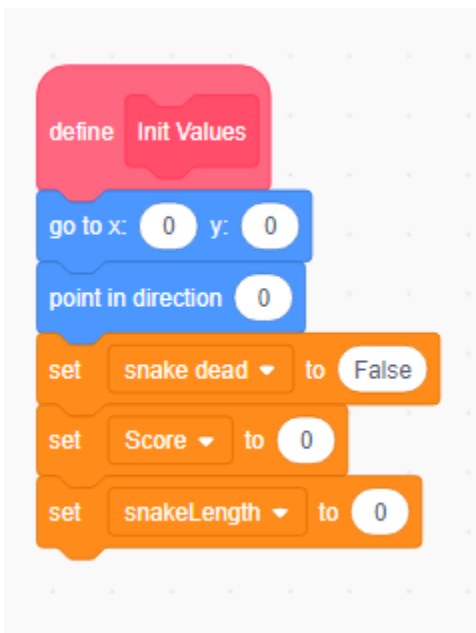 define Init Values
go to x: 0 y: 0
point in direction 0
set snake dead to False
set Score to 0
set snakeLength to 0